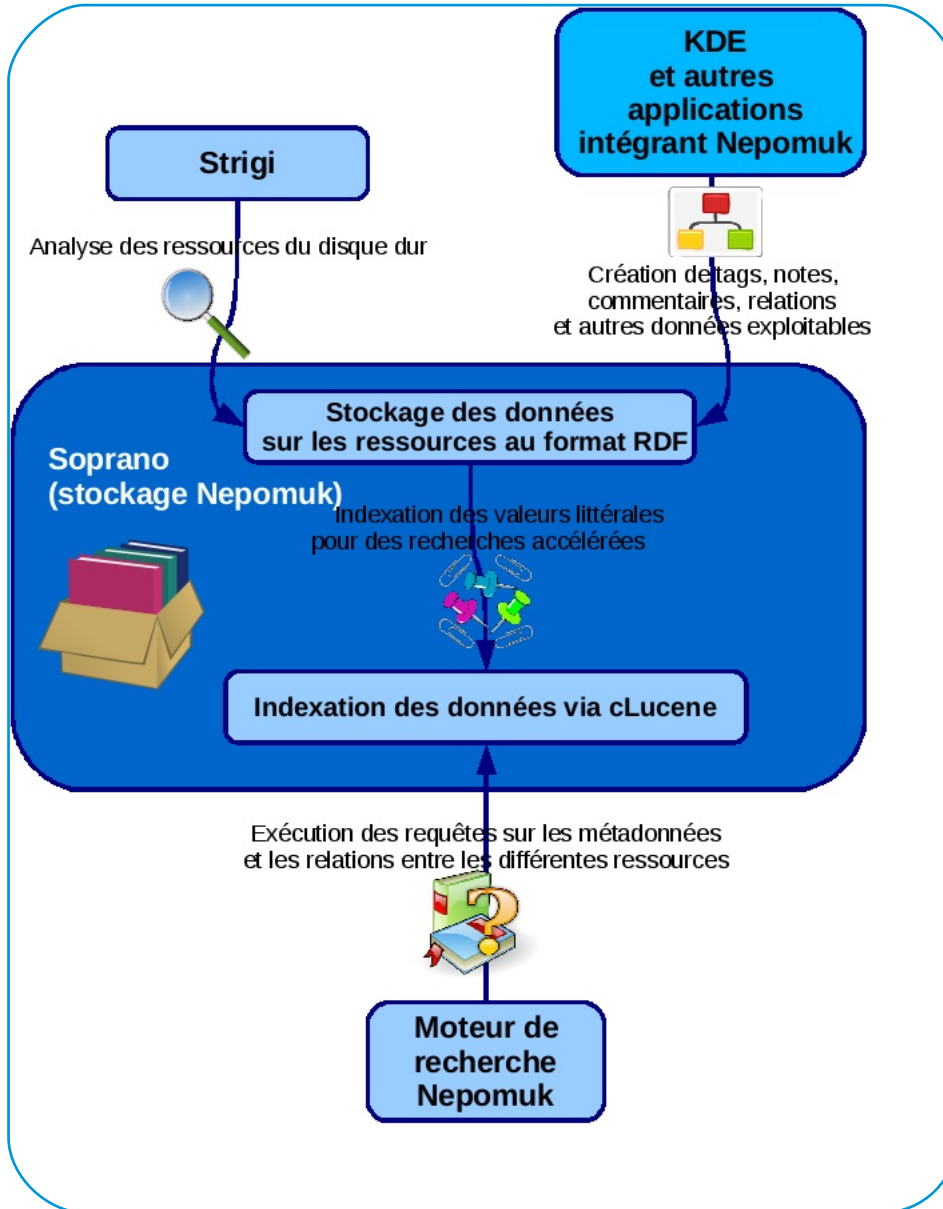 KDE
et autres
applications
intégrant Nepomuk
Strigi
Analyse des ressources du disque dur
Création de tags, notes,
commentaires, relations
et autres données exploitables
Stockage des données
sur les ressources au format RDF
Soprano
(stockage Nepomuk)
Indexation des valeurs littérales
pour des recherches accélérées
Indexation des données via cLucene
Exécution des requêtes sur les métadonnées
et les relations entre les différentes ressources
Moteur de
recherche
Nepomuk